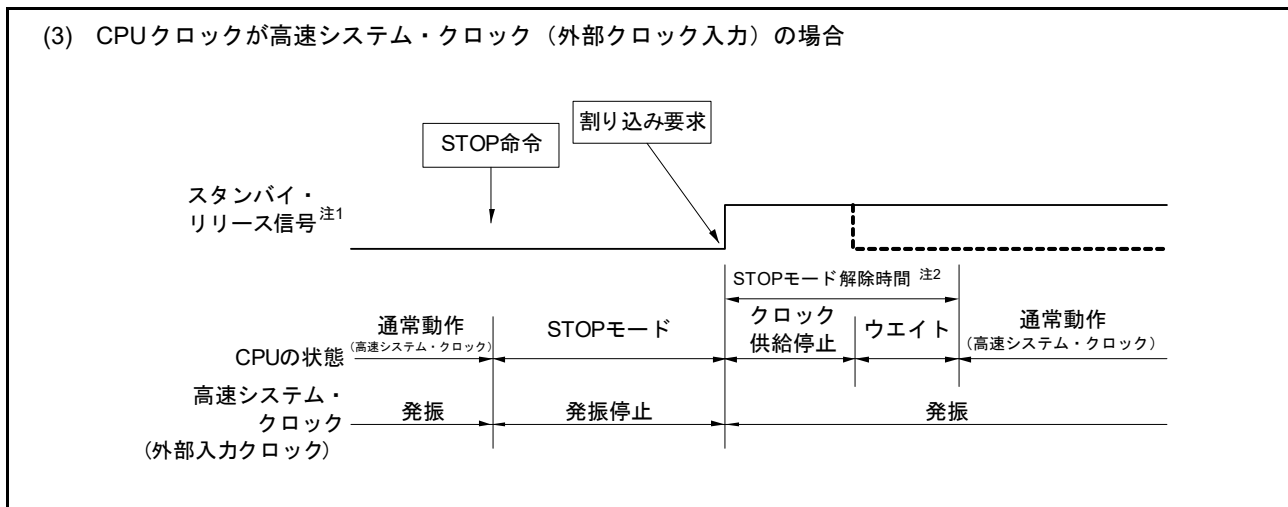 (3) CPUクロックが高速システム・クロック（外部クロック入力）の場合
STOP命令
割り込み要求
スタンバイ・
リリース信号注1
STOPモード解除時間 注2
CPUの状態
通常動作
（高速システム・クロック）
STOPモード
クロック
供給停止
ウエイト
通常動作
（高速システム・クロック）
高速システム・
クロック
（外部入力クロック）
発振
発振停止
発振